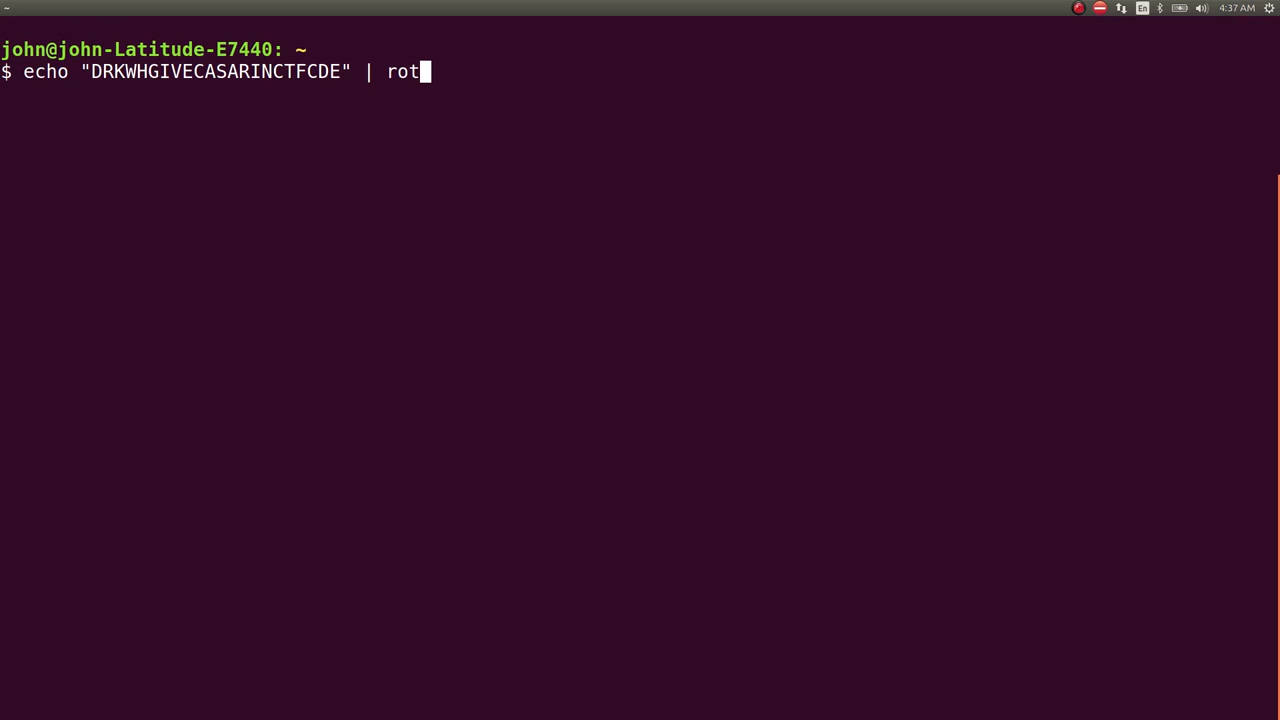 ~
En
4:37 AM
john@john-Latitude-E7440: ~
$ echo "DRKWHGIVECASARINCTFCDE" | rot